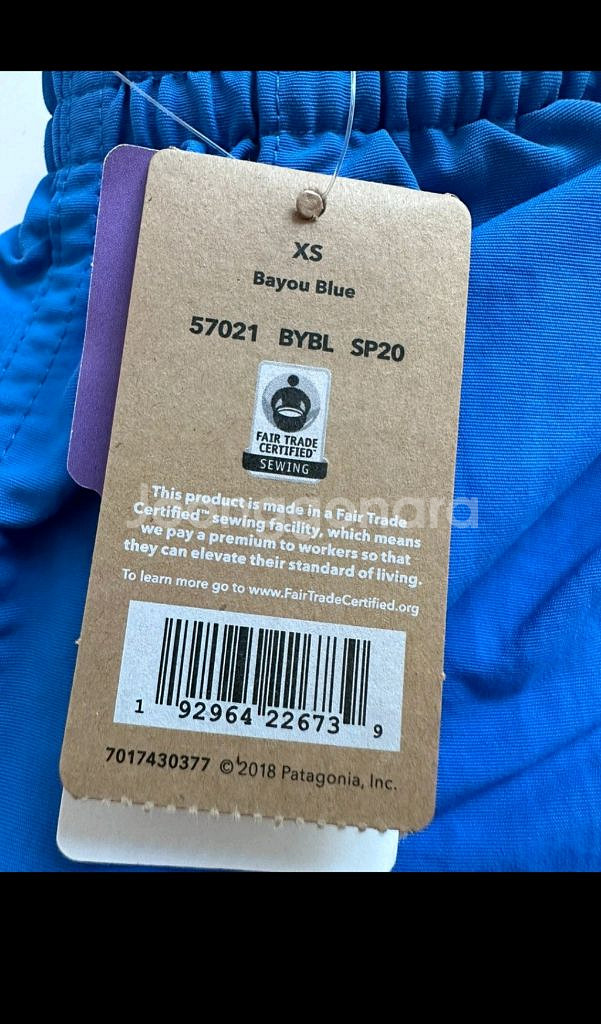 XS
Bayou Blue
57021 BYBL SP20
FAIR TRADE
CERTIFIED™
SEWING
This product is made in a Fair Trade
Certified™ sewing facility, which means
we pay a premium to workers so that
they can elevate their standard of living.
To learn more go to www.FairTradeCertified.org
1 92964 22673 9
7017430377 © 2018 Patagonia, Inc.